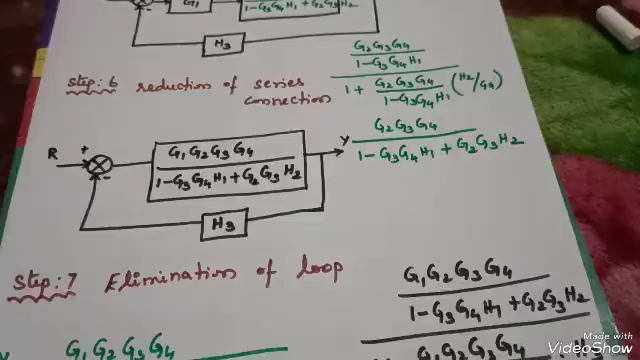 G1
1-G3G4H1 + G2G3H2
H3
Step: 6 reduction of series connection
G2G3G4
1-G3G4H1
1 + G2G3G4 (H2/G4)
1-G3G4H1
G2G3G4
1-G3G4H1 + G2G3H2
R + - G1G2G3G4 Y
1-G3G4H1 + G2G3H2
H3
Step: 7 Elimination of loop
G1G2G3G4
1-G3G4H1 + G2G3H2
G1G2G3G4
G1G2G3G4
Made with
VideoShow